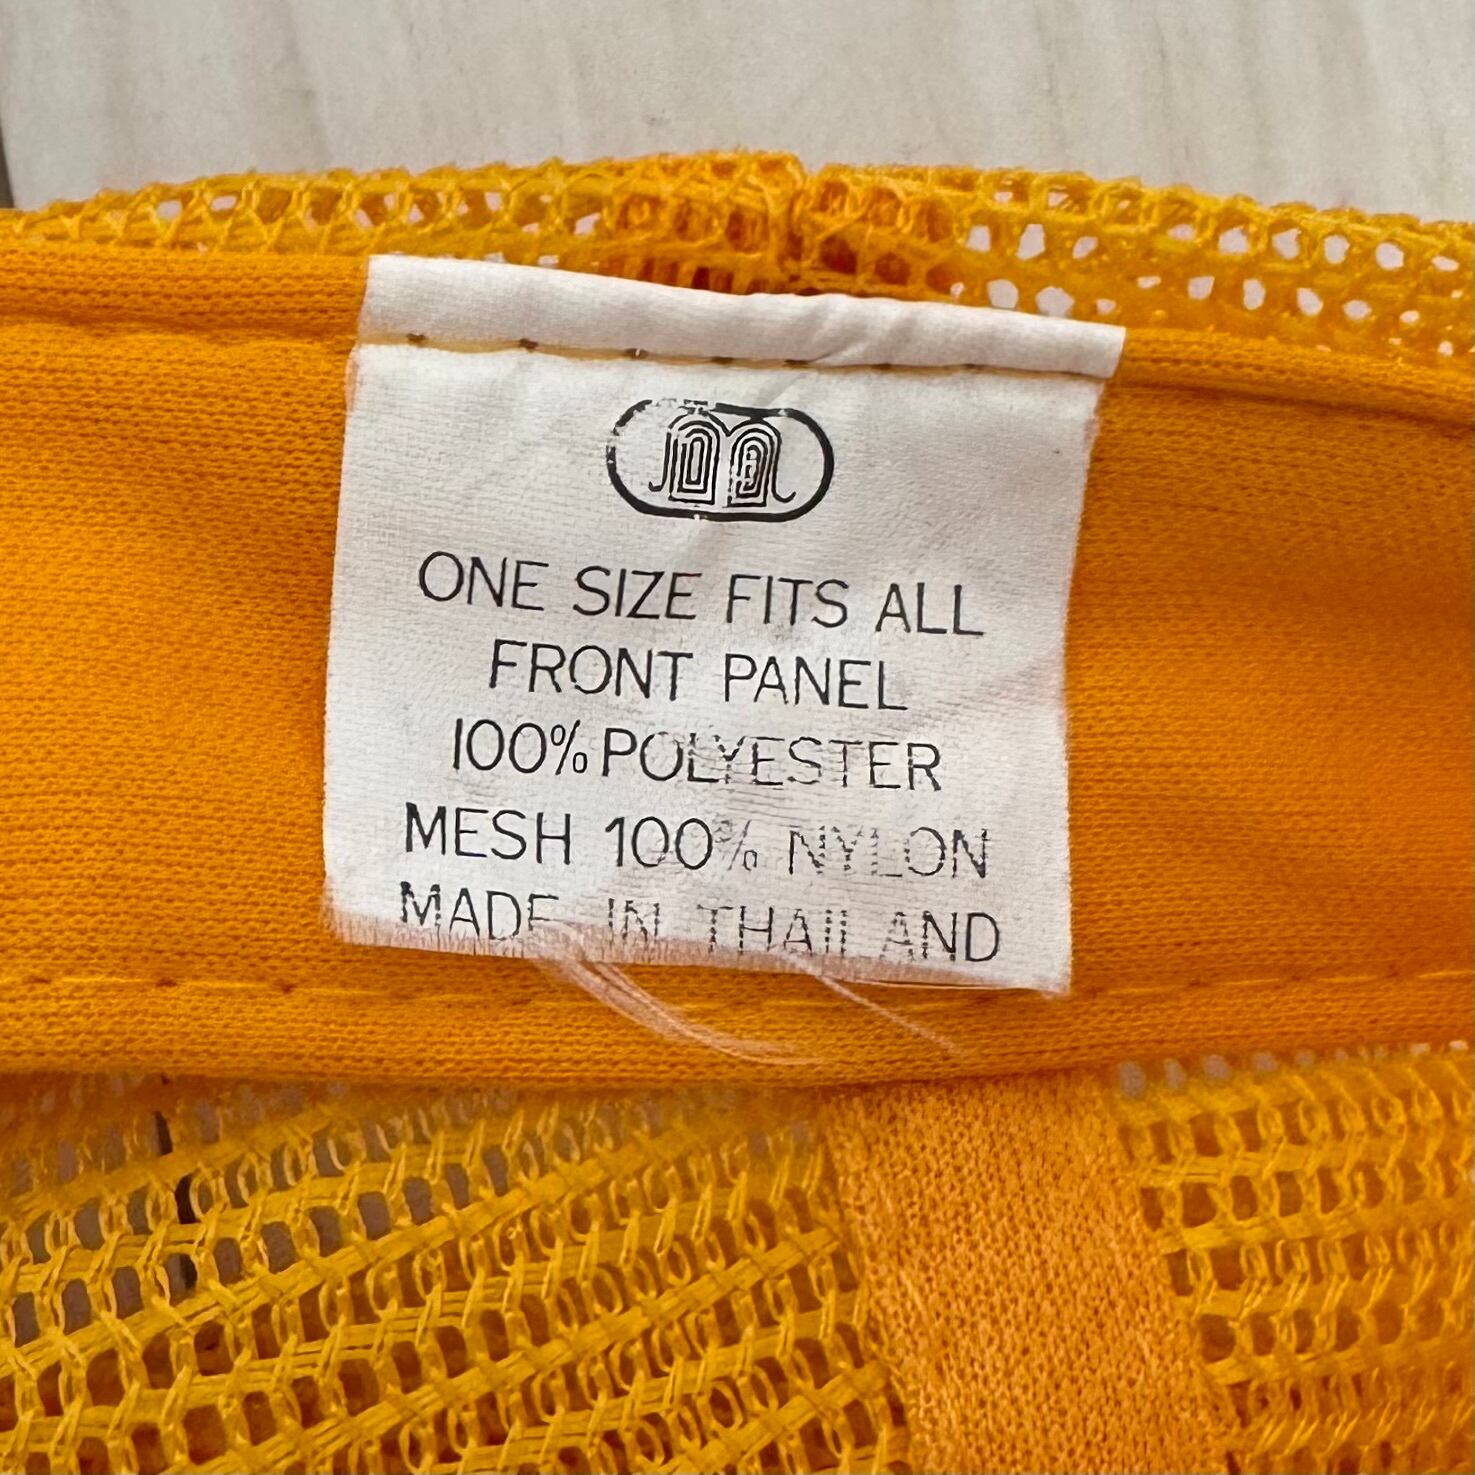 ONE SIZE FITS ALL
FRONT PANEL
100% POLYESTER
MESH 100% NYLON
MADE IN THAILAND